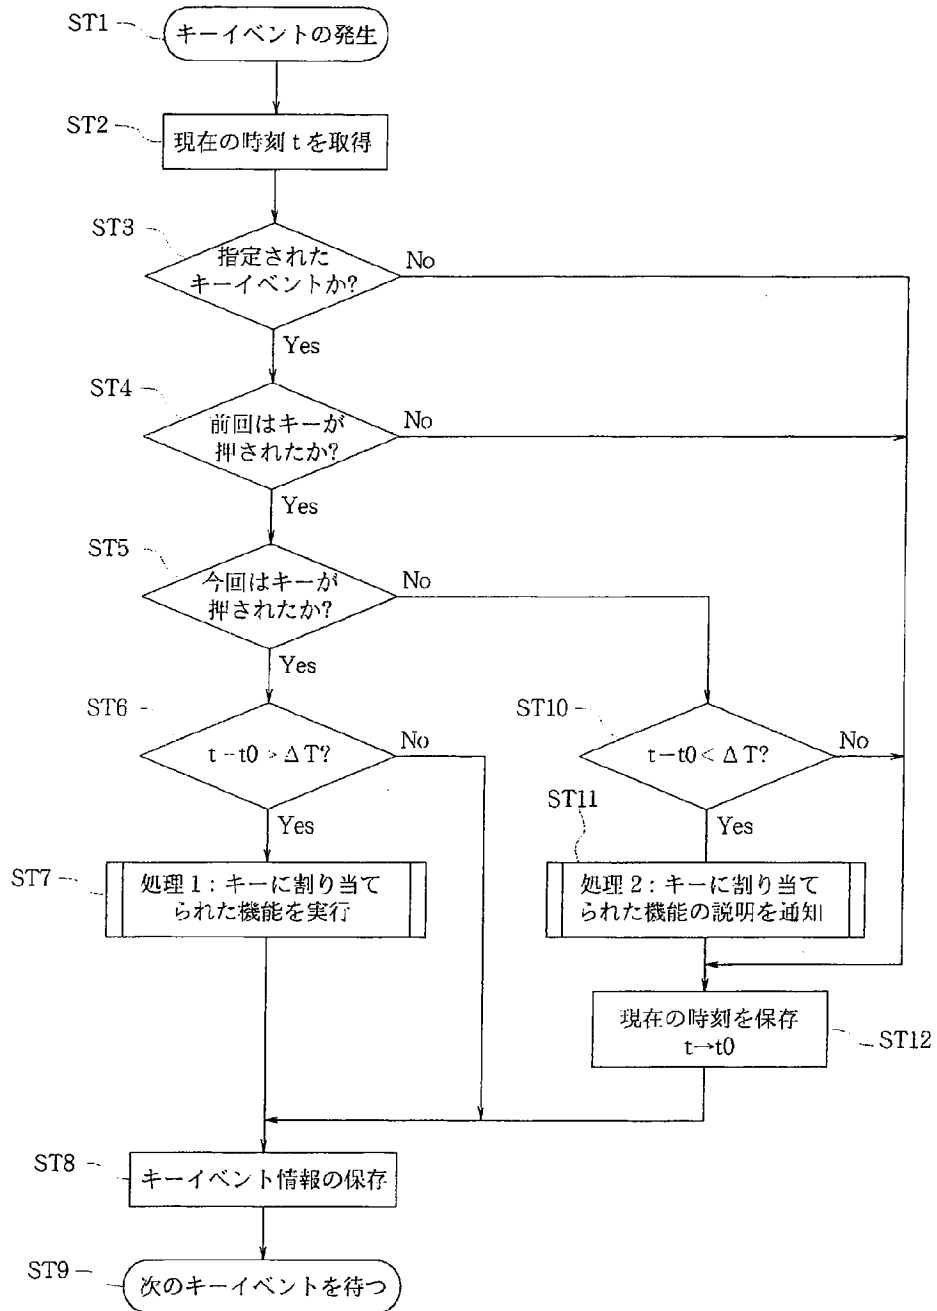 ST1
キーイベントの発生
ST2
現在の時刻tを取得
ST3
指定された
キーイベントか?
No
Yes
ST4
前回はキーが
押されたか?
No
Yes
ST5
今回はキーが
押されたか?
No
Yes
ST6
t-t0>ΔT?
No
Yes
ST10
t-t0<ΔT?
No
Yes
ST7
処理1:キーに割り当て
られた機能を実行
ST11
処理2:キーに割り当て
られた機能の説明を通知
現在の時刻を保存
t→t0
ST12
ST8
キーイベント情報の保存
ST9
次のキーイベントを待つ